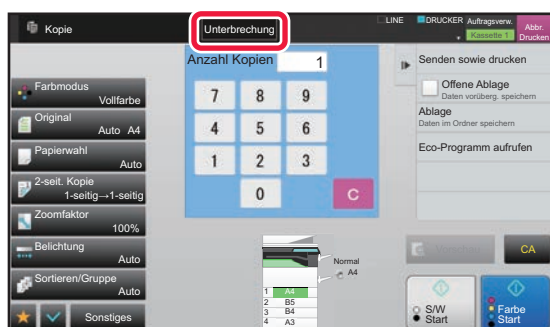 Kopie
Unterbrechung
LINE
DRUCKER
Auftragsverw.
Kassette 1.
Abbr.
Drucken
Anzahl Kopien 1
Farbmodus
Vollfarbe
Original
Auto A4
Papierwahl
Auto
2-seit. Kopie
1-seitig→1-seitig
Zoomfaktor
100%
Belichtung
Auto
Sortieren/Gruppe
Auto
Sonstiges
7 8 9
4 5 6
1 2 3
0 C
Normal
A4
1 A4
2 B5
3 B4
4 A3
Senden sowie drucken
Offene Ablage
Daten vorüberg. speichern
Ablage
Daten im Ordner speichern
Eco-Programm aufrufen
CA
S/W
Start
Farbe
Start